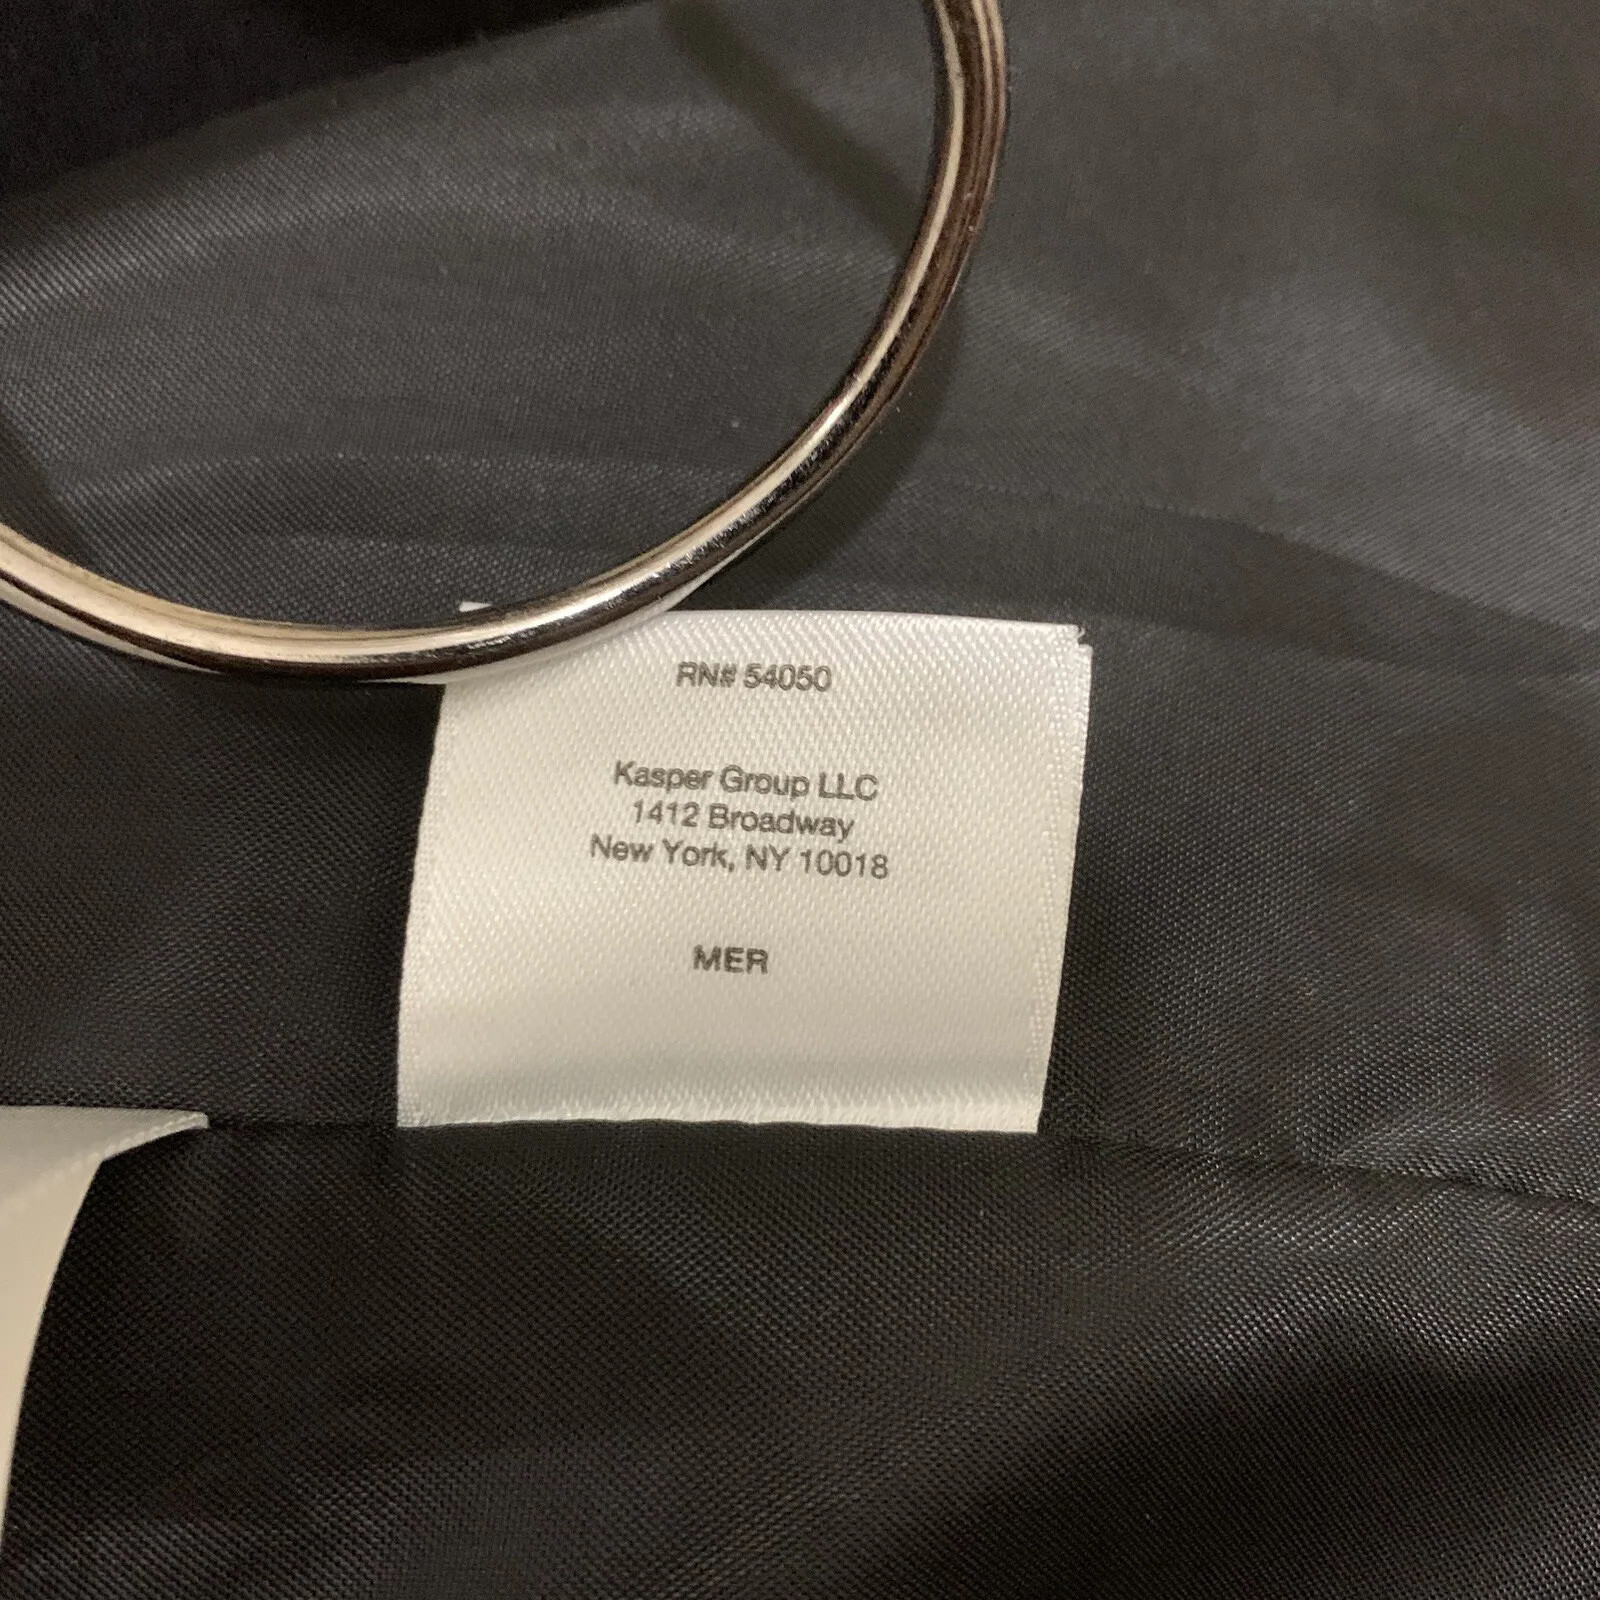 RN# 54050
Kasper Group LLC
1412 Broadway
New York, NY 10018
MER